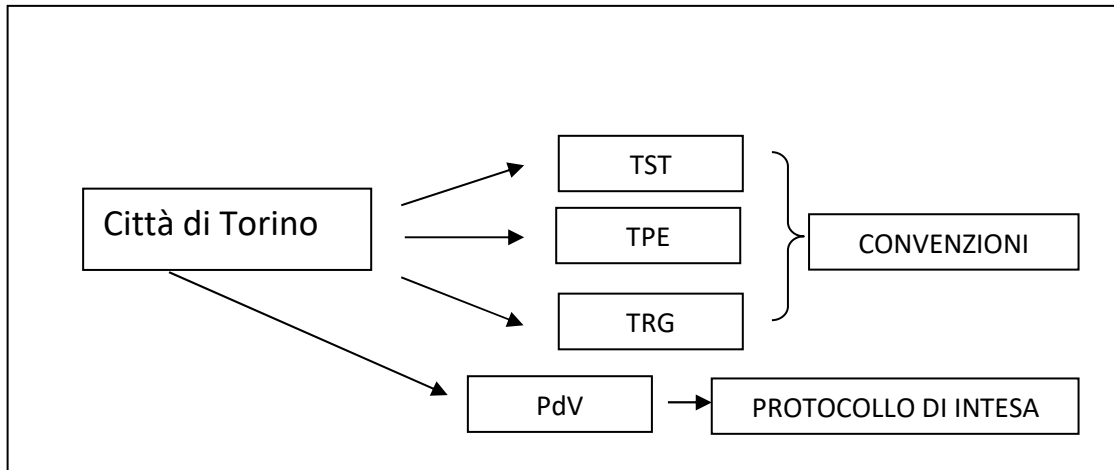 TST
Città di Torino
TPE
CONVENZIONI
TRG
PdV
PROTOCOLLO DI INTESA